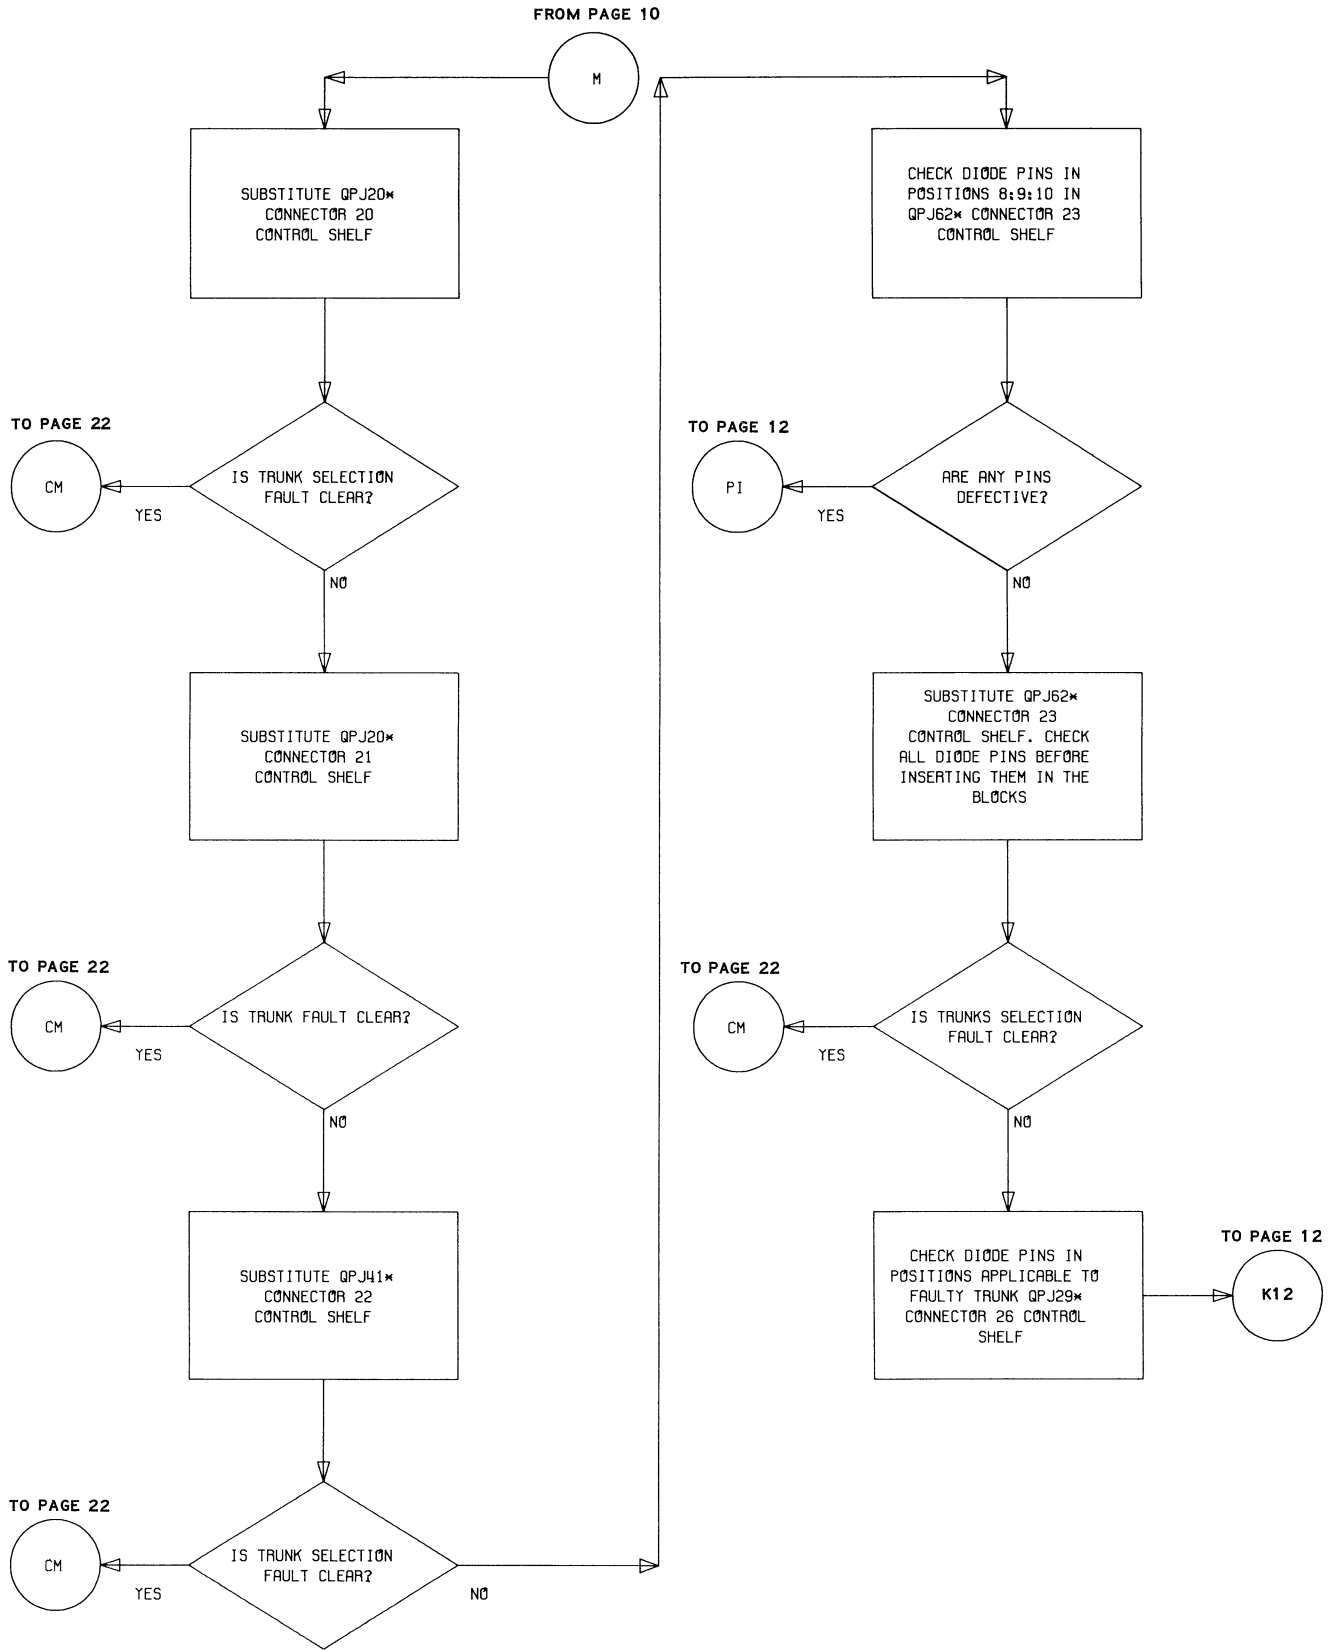 FROM PAGE 10
M
SUBSTITUTE QPJ20*
CONNECTOR 20
CONTROL SHELF
TO PAGE 22
CM
YES
IS TRUNK SELECTION
FAULT CLEAR?
NO
SUBSTITUTE QPJ20*
CONNECTOR 21
CONTROL SHELF
TO PAGE 22
CM
YES
IS TRUNK FAULT CLEAR?
NO
SUBSTITUTE QPJ41*
CONNECTOR 22
CONTROL SHELF
TO PAGE 22
CM
YES
IS TRUNK SELECTION
FAULT CLEAR?
NO
CHECK DIODE PINS IN
POSITIONS 8:9:10 IN
QPJ62* CONNECTOR 23
CONTROL SHELF
TO PAGE 12
PI
YES
ARE ANY PINS
DEFECTIVE?
NO
SUBSTITUTE QPJ62*
CONNECTOR 23
CONTROL SHELF. CHECK
ALL DIODE PINS BEFORE
INSERTING THEM IN THE
BLOCKS
TO PAGE 22
CM
YES
IS TRUNKS SELECTION
FAULT CLEAR?
NO
CHECK DIODE PINS IN
POSITIONS APPLICABLE TO
FAULTY TRUNK QPJ29*
CONNECTOR 26 CONTROL
SHELF
TO PAGE 12
K12